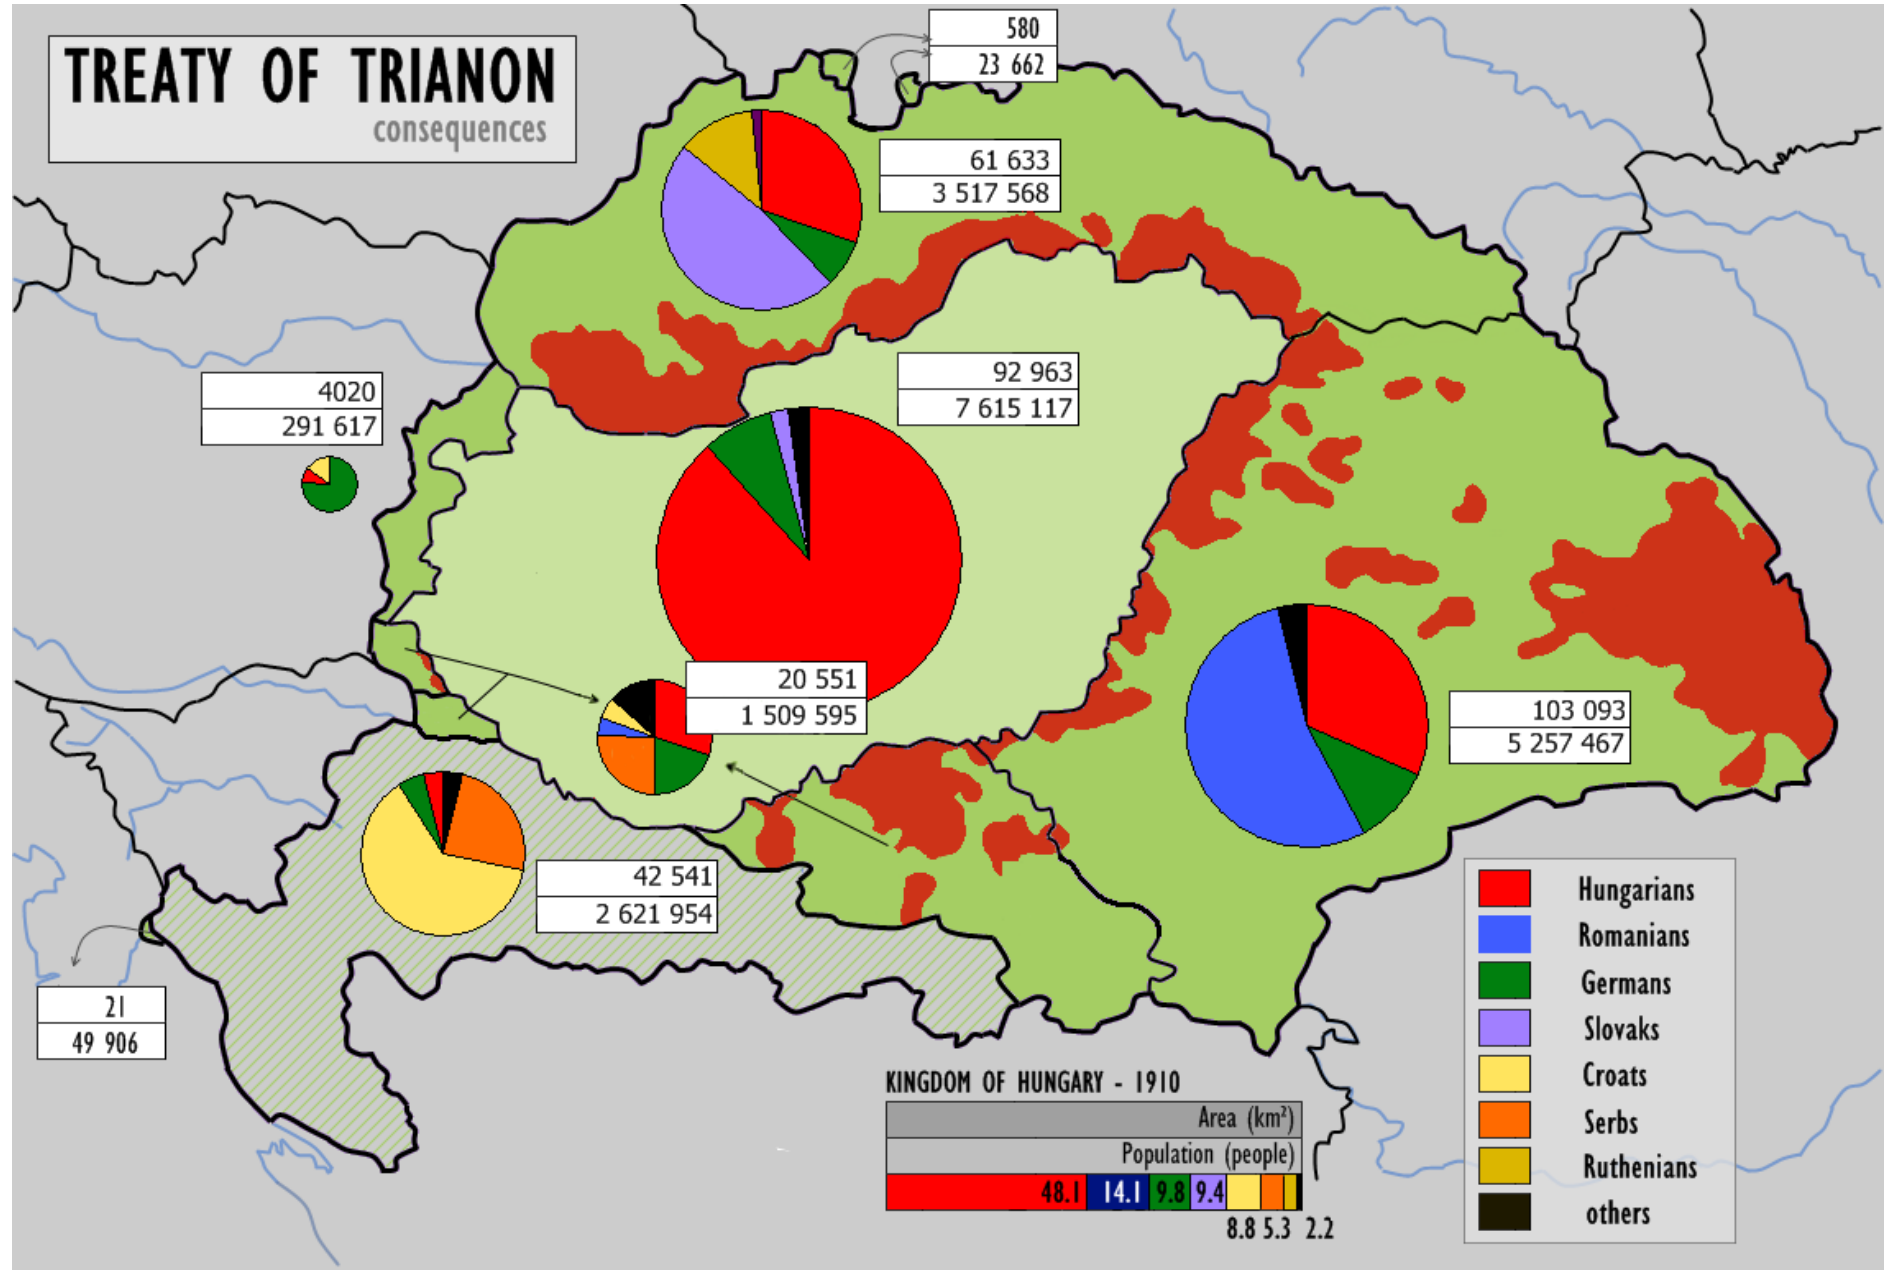 TREATY OF TRIANON
consequences
580
23 662
61 633
3 517 568
92 963
7 615 117
4020
291 617
20 551
1 509 595
103 093
5 257 467
42 541
2 621 954
21
49 906
KINGDOM OF HUNGARY - 1910
Area (km²)
Population (people)
48.1 14.1 9.8 9.4
8.8 5.3 2.2
Hungarians
Romanians
Germans
Slovaks
Croats
Serbs
Ruthenians
others